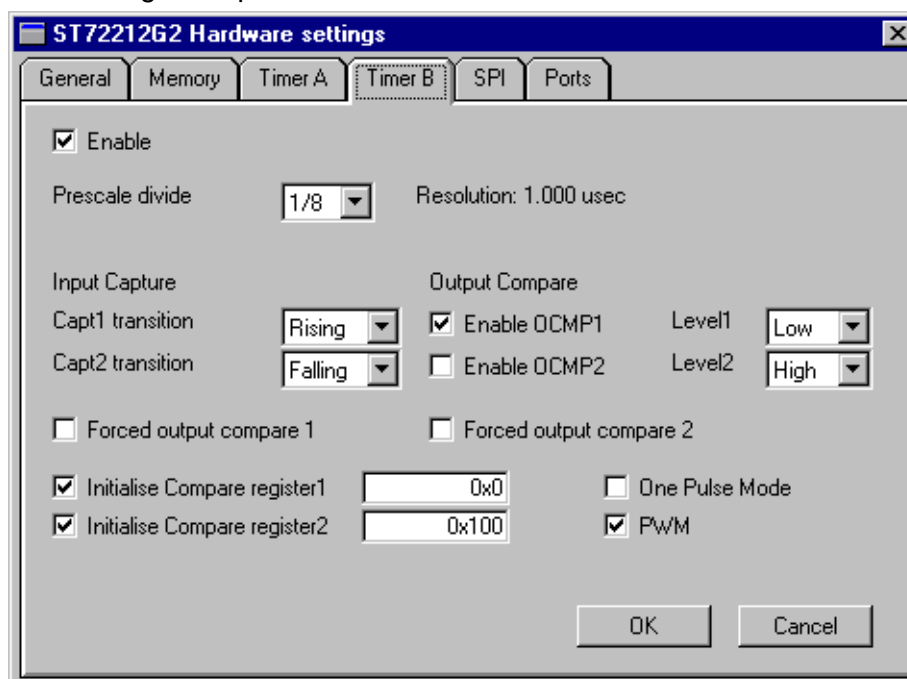 ST72212G2 Hardware settings
General Memory Timer A Timer B SPI Ports
Enable
Prescale divide 1/8 Resolution: 1.000 usec
Input Capture Output Compare
Capt1 transition Rising Enable OCMP1 Level1 Low
Capt2 transition Falling Enable OCMP2 Level2 High
Forced output compare 1 Forced output compare 2
Initialise Compare register1 0x0 One Pulse Mode
Initialise Compare register2 0x100 PWM
OK Cancel